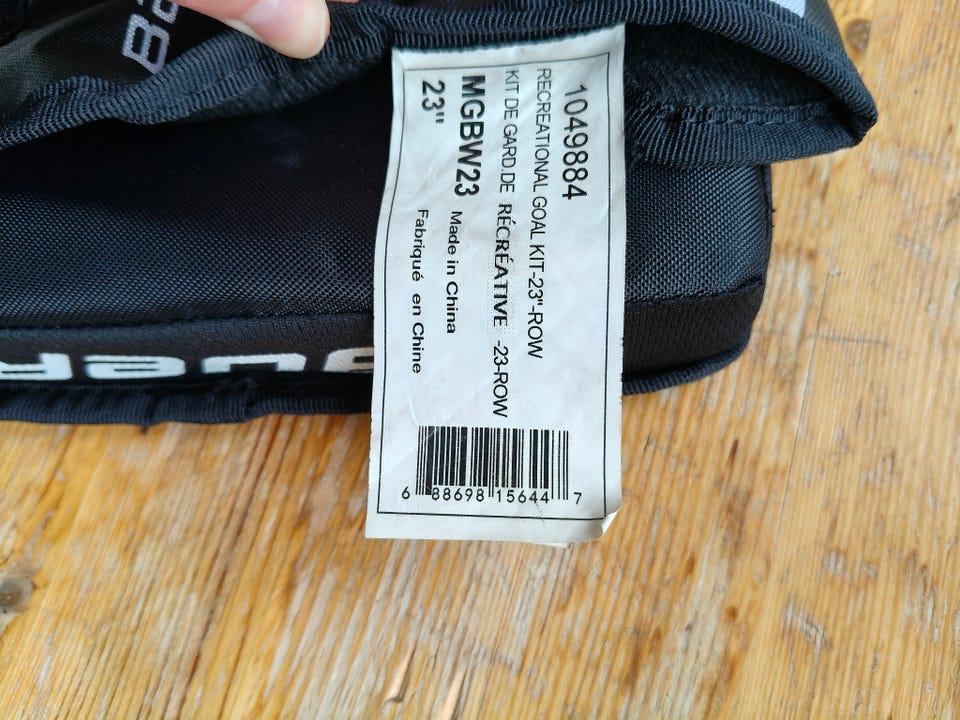 1049884
RECREATIONAL GOAL KIT-23"-ROW
KIT DE GARD.DE RÉCRÉATIVE -23-ROW
MGBW23 Made in China
23" Fabriqué en Chine
6 88698 15644 7